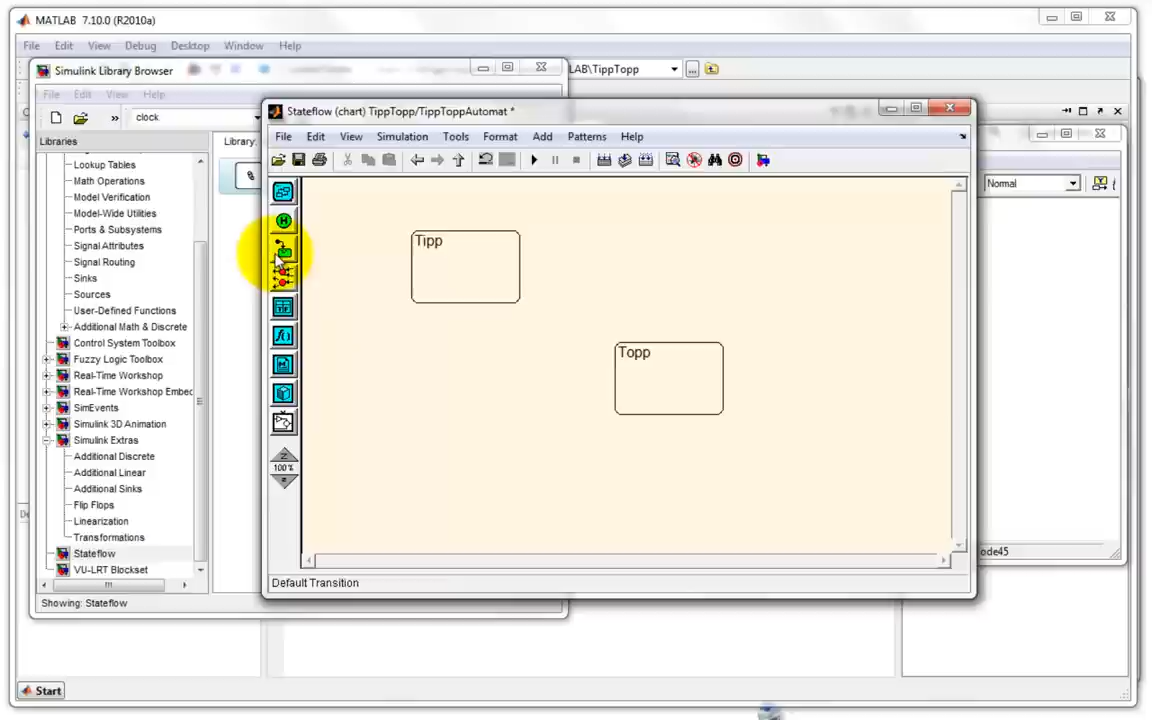 MATLAB 7.10.0 (R2010a)
File Edit View Debug Desktop Window Help
Simulink Library Browser
LAB\TippTopp
...
File Edit View Help
» clock
Libraries
Library:
Lookup Tables
Math Operations
Model Verification
Model-Wide Utilities
Ports & Subsystems
Signal Attributes
Signal Routing
Sinks
Sources
User-Defined Functions
Additional Math & Discrete
Control System Toolbox
Fuzzy Logic Toolbox
Real-Time Workshop
Real-Time Workshop Embec
SimEvents
Simulink 3D Animation
Simulink Extras
Additional Discrete
Additional Linear
Additional Sinks
Flip Flops
Linearization
Transformations
Stateflow
VU-LRT Blockset
Showing: Stateflow
Stateflow (chart) TippTopp/TippToppAutomat *
File Edit View Simulation Tools Format Add Patterns Help
H
100%
Tipp
Topp
Default Transition
Normal
ode45
Start